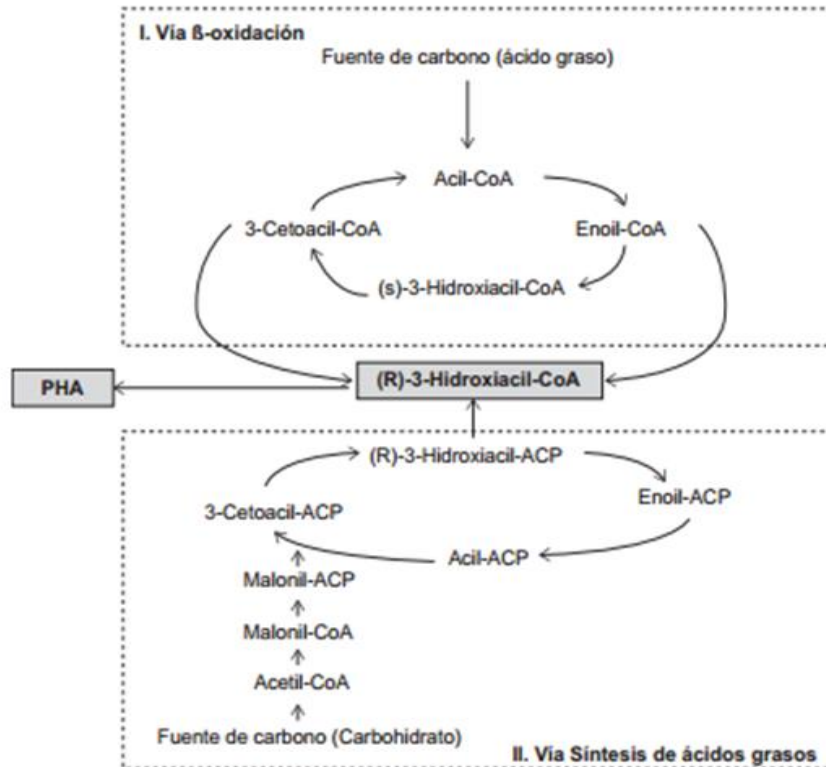 I. Vía ß-oxidación
Fuente de carbono (ácido graso)
Acil-CoA
3-Cetoacil-CoA
Enoil-CoA
(s)-3-Hidroxiacil-CoA
PHA
(R)-3-Hidroxiacil-CoA
(R)-3-Hidroxiacil-ACP
Enoil-ACP
3-Cetoacil-ACP
Acil-ACP
Malonil-ACP
Malonil-CoA
Acetil-CoA
Fuente de carbono (Carbohidrato)
II. Vía Síntesis de ácidos grasos